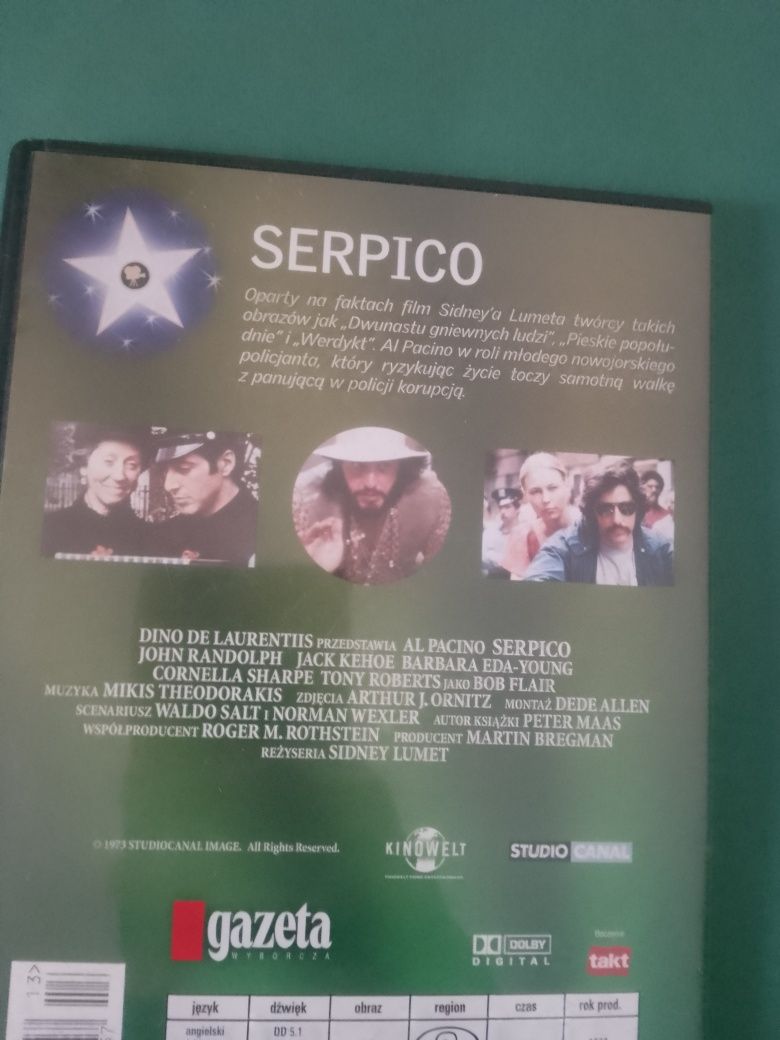 SERPICO
Oparty na faktach film Sidney'a Lumeta twórcy takich
obrazów jak „Dwunastu gniewnych ludzi”, „Pieskie popołu-
dnie” i „Werdykt”. Al Pacino w roli młodego nowojorskiego
policjanta, który ryzykując życie toczy samotną walkę
z panującą w policji korupcją.
DINO DE LAURENTIIS PRZEDSTAWIA AL PACINO SERPICO
JOHN RANDOLPH JACK KEHOE BARBARA EDA-YOUNG
CORNELLA SHARPE TONY ROBERTS JAKO BOB FLAIR
MUZYKA MIKIS THEODORAKIS ZDJĘCIA ARTHUR J. ORNITZ MONTAŻ DEDE ALLEN
SCENARIUSZ WALDO SALT I NORMAN WEXLER AUTOR KSIĄŻKI PETER MAAS
WSPÓŁPRODUCENT ROGER M. ROTHSTEIN PRODUCENT MARTIN BREGMAN
REŻYSERIA SIDNEY LUMET
© 1973 STUDIOCANAL IMAGE. All Rights Reserved.
KINOWELT
STUDIO CANAL
gazeta
WYBORCZA
DOLBY
DIGITAL
takt
13>
język dźwięk obraz region czas rok prod.
angielski DD 5.1